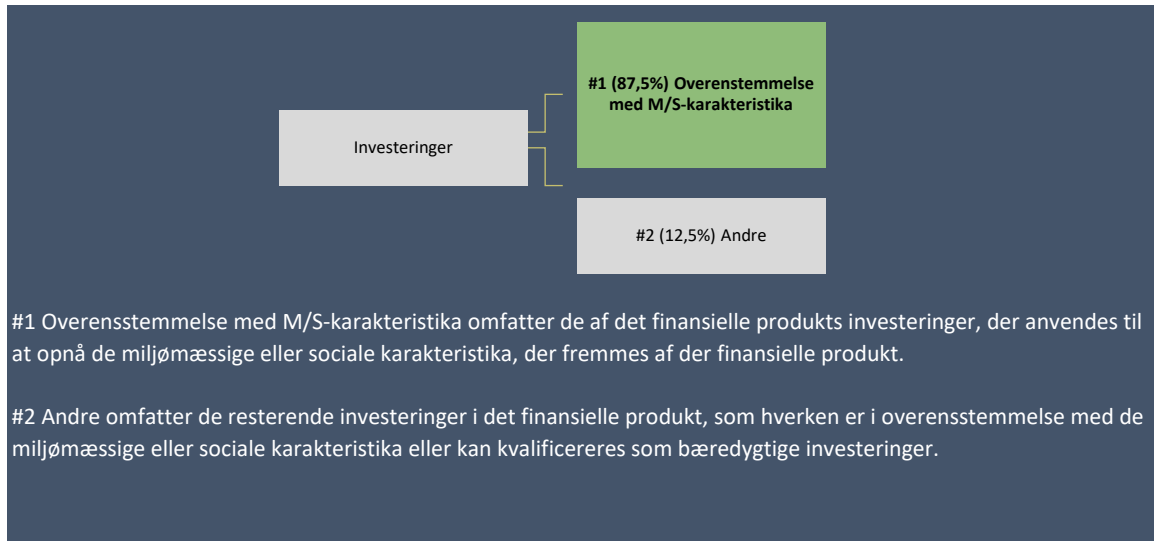 #1 (87,5%) Overenstemmelse
med M/S-karakteristika
Investeringer
#2 (12,5%) Andre
#1 Overensstemmelse med M/S-karakteristika omfatter de af det finansielle produkts investeringer, der anvendes til
at opnå de miljømæssige eller sociale karakteristika, der fremmes af der finansielle produkt.
#2 Andre omfatter de resterende investeringer i det finansielle produkt, som hverken er i overensstemmelse med de
miljømæssige eller sociale karakteristika eller kan kvalificereres som bæredygtige investeringer.